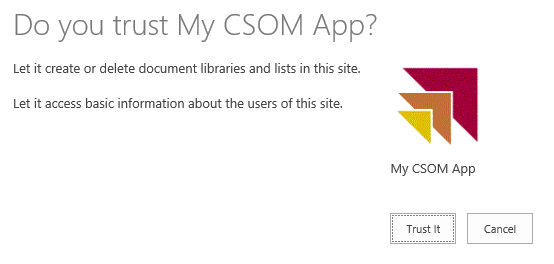 Do you trust My CSOM App?
Let it create or delete document libraries and lists in this site.
Let it access basic information about the users of this site.
My CSOM App
Trust It
Cancel